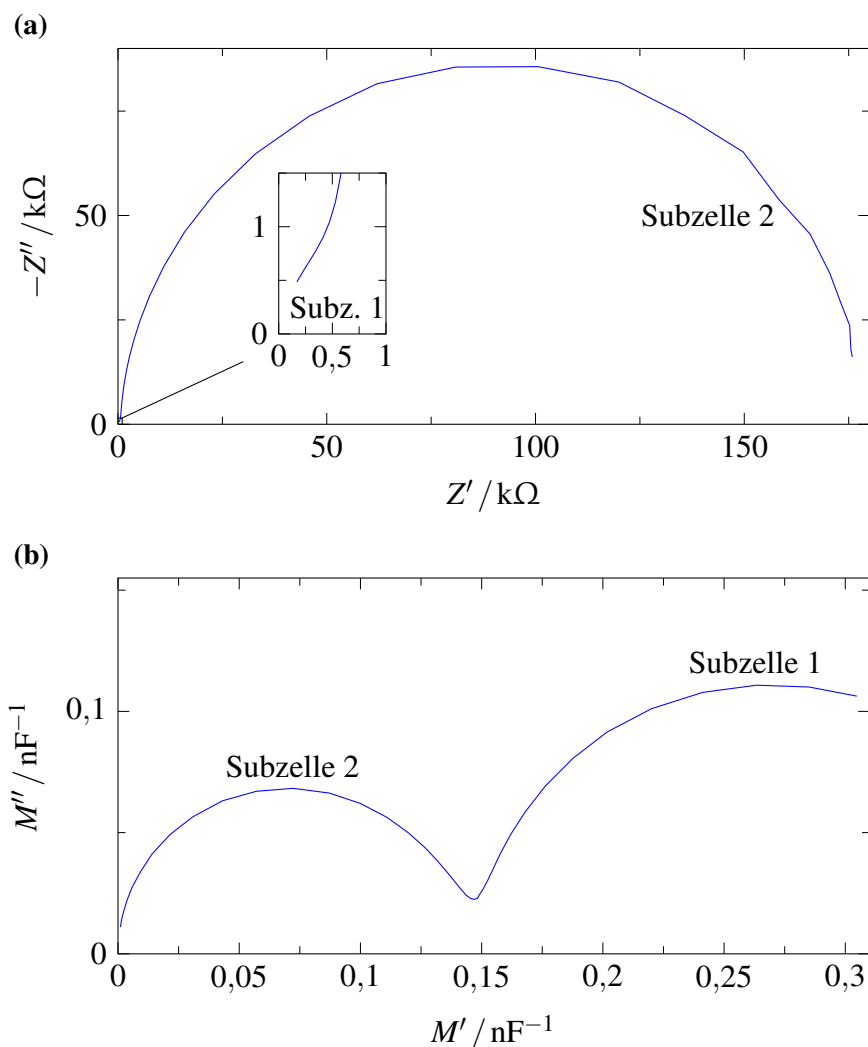 (a)
−Z″ / kΩ
50
0
Subzelle 2
1
0
Subz. 1
0 0,5 1
0 50 100 150
Z′ / kΩ
(b)
M″ / nF⁻¹
0,1
0
Subzelle 2
Subzelle 1
0 0,05 0,1 0,15 0,2 0,25 0,3
M′ / nF⁻¹